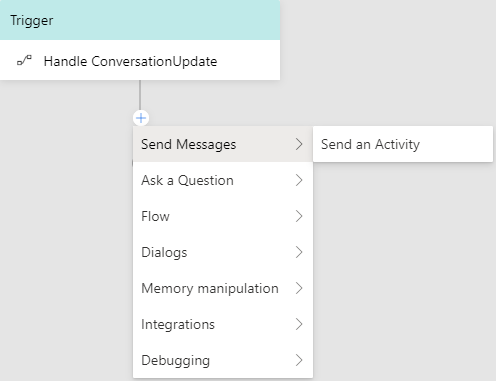 Trigger
Handle ConversationUpdate
Send Messages
Send an Activity
Ask a Question
Flow
Dialogs
Memory manipulation
Integrations
Debugging